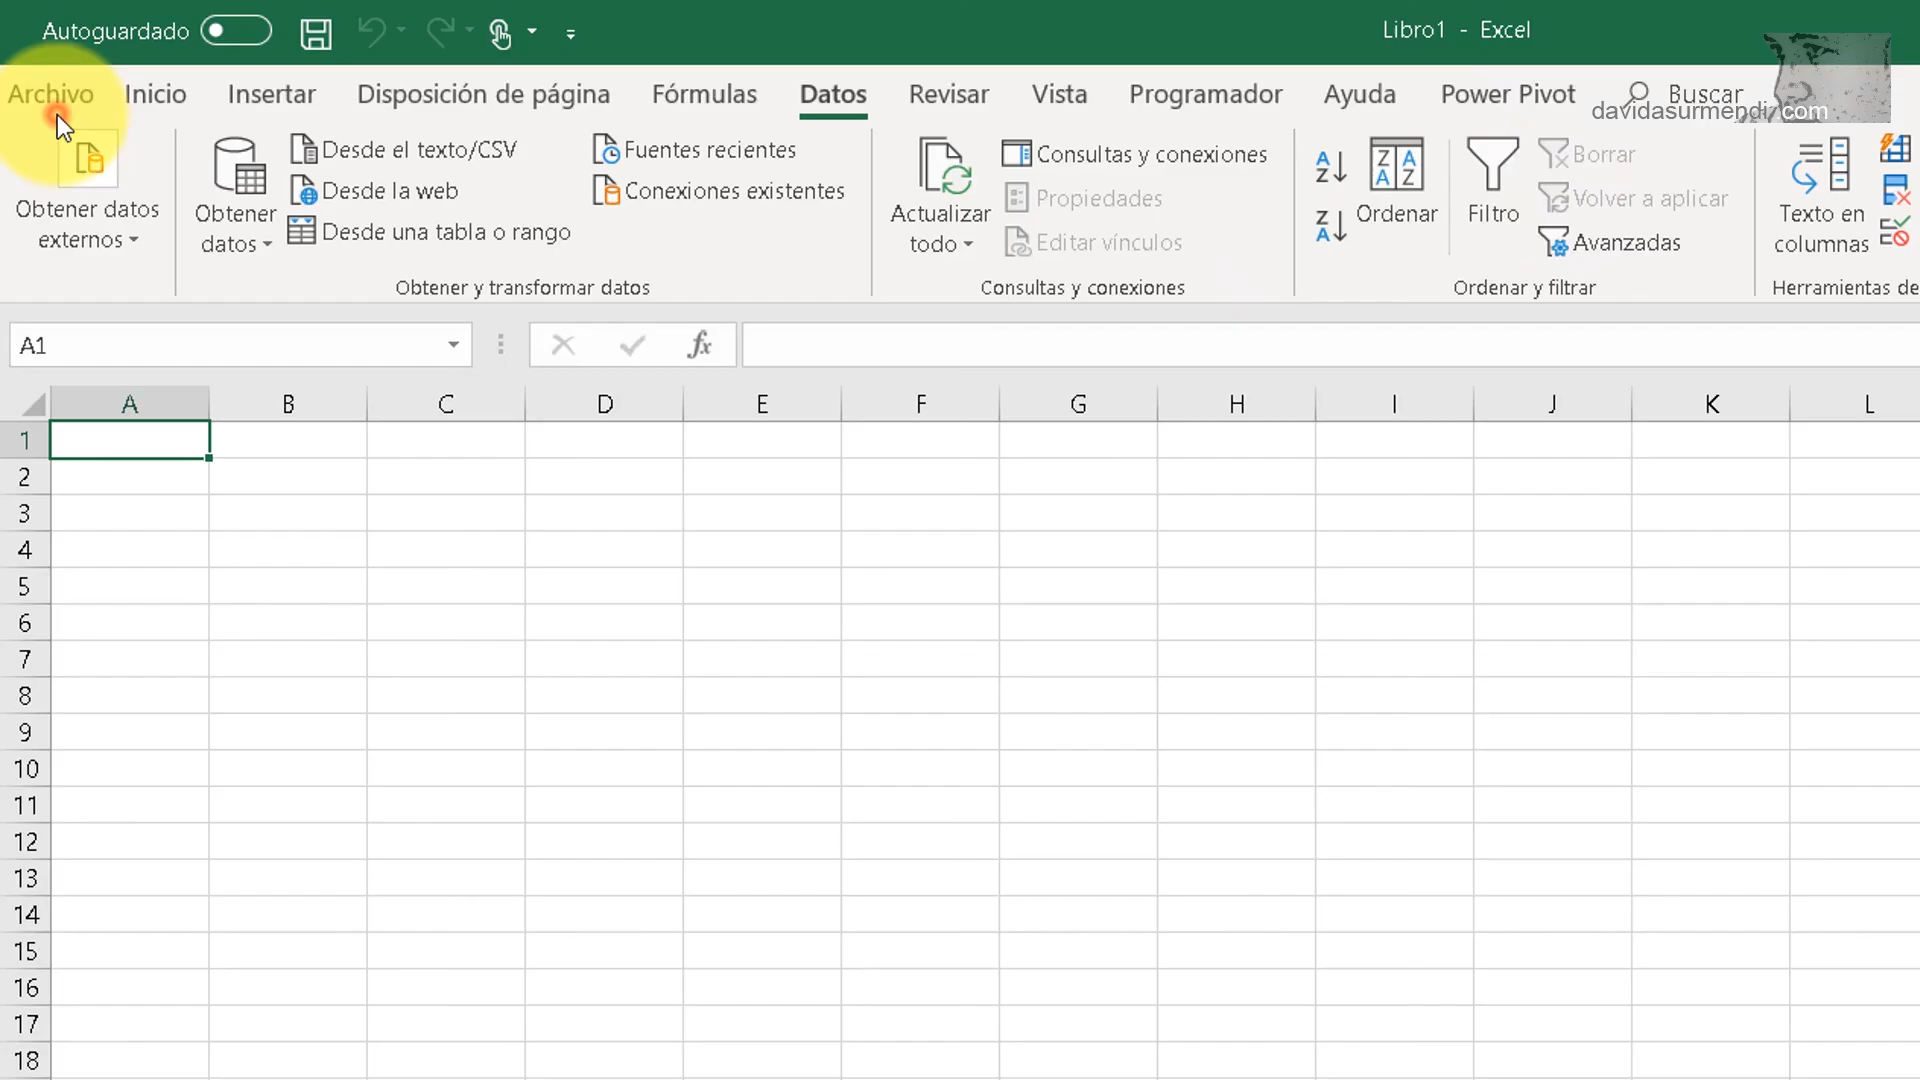 Autoguardado
Libro1 - Excel
Archivo Inicio Insertar Disposición de página Fórmulas Datos Revisar Vista Programador Ayuda Power Pivot Buscar
davidasurmendi.com
Obtener datos externos
Obtener datos
Desde el texto/CSV
Desde la web
Desde una tabla o rango
Fuentes recientes
Conexiones existentes
Obtener y transformar datos
Actualizar todo
Consultas y conexiones
Propiedades
Editar vínculos
Consultas y conexiones
Ordenar
Filtro
Borrar
Volver a aplicar
Avanzadas
Ordenar y filtrar
Texto en columnas
Herramientas de
A1
fx
A B C D E F G H I J K L
1
2
3
4
5
6
7
8
9
10
11
12
13
14
15
16
17
18